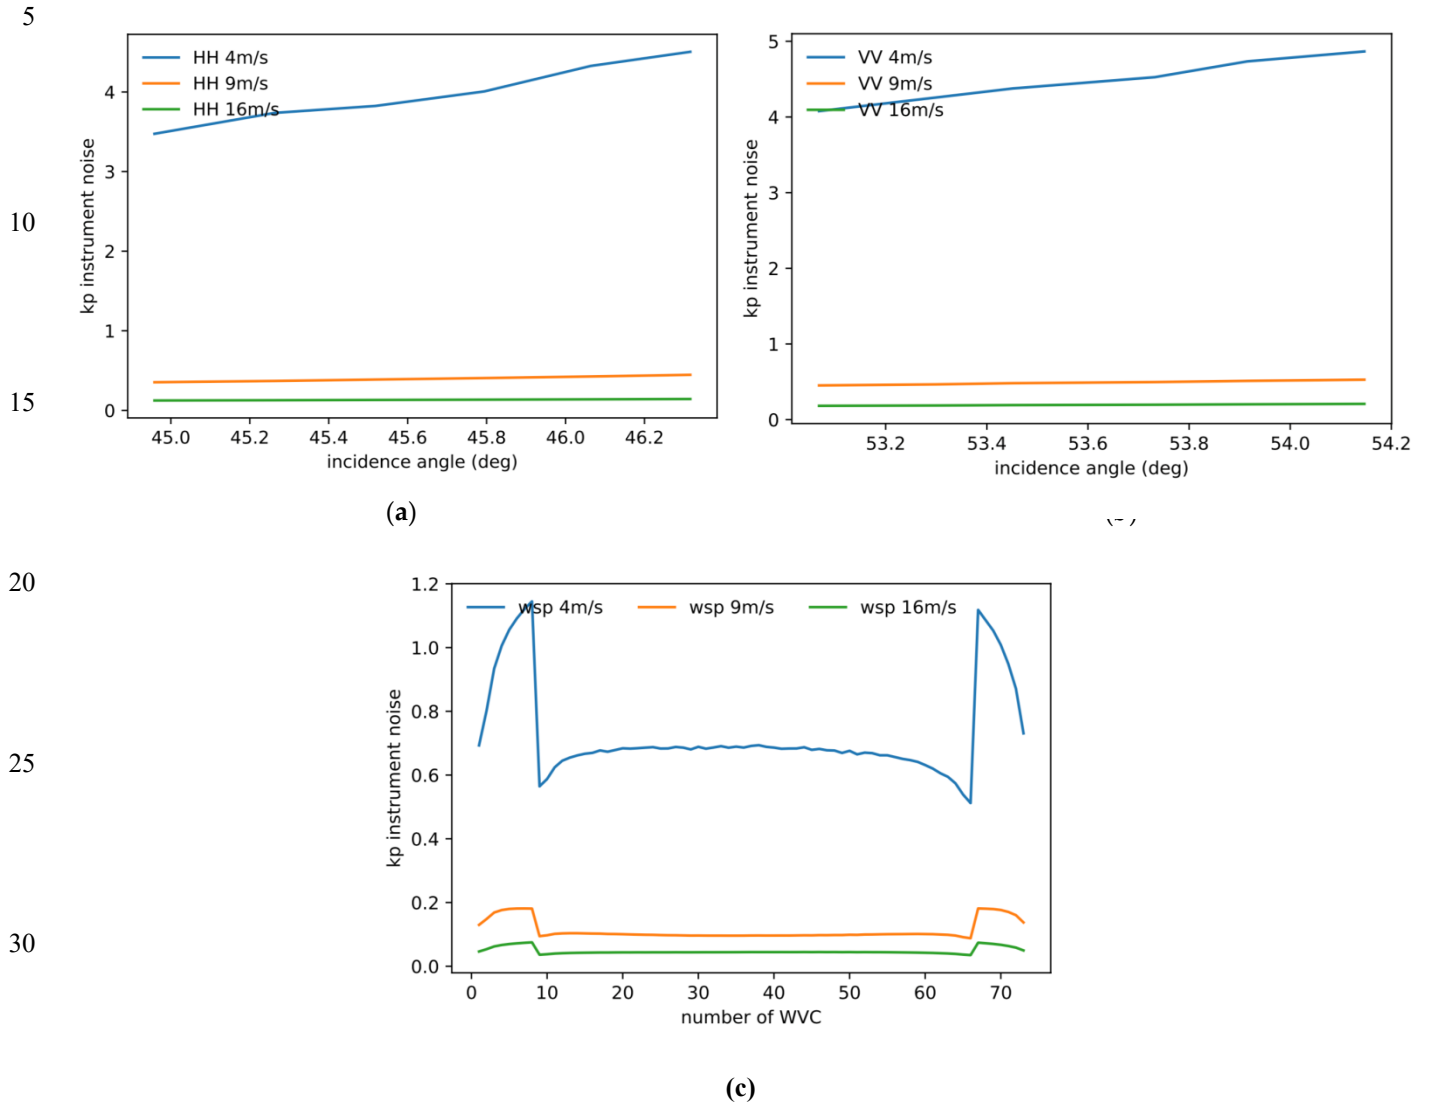 5
HH 4m/s
HH 9m/s
HH 16m/s
4
3
2
1
0
kp instrument noise
45.0 45.2 45.4 45.6 45.8 46.0 46.2
incidence angle (deg)
(a)
VV 4m/s
VV 9m/s
VV 16m/s
5
4
3
2
1
0
kp instrument noise
53.2 53.4 53.6 53.8 54.0 54.2
incidence angle (deg)
10
15
20
wsp 4m/s wsp 9m/s wsp 16m/s
1.2
1.0
0.8
0.6
0.4
0.2
0.0
kp instrument noise
0 10 20 30 40 50 60 70
number of WVC
25
30
(c)